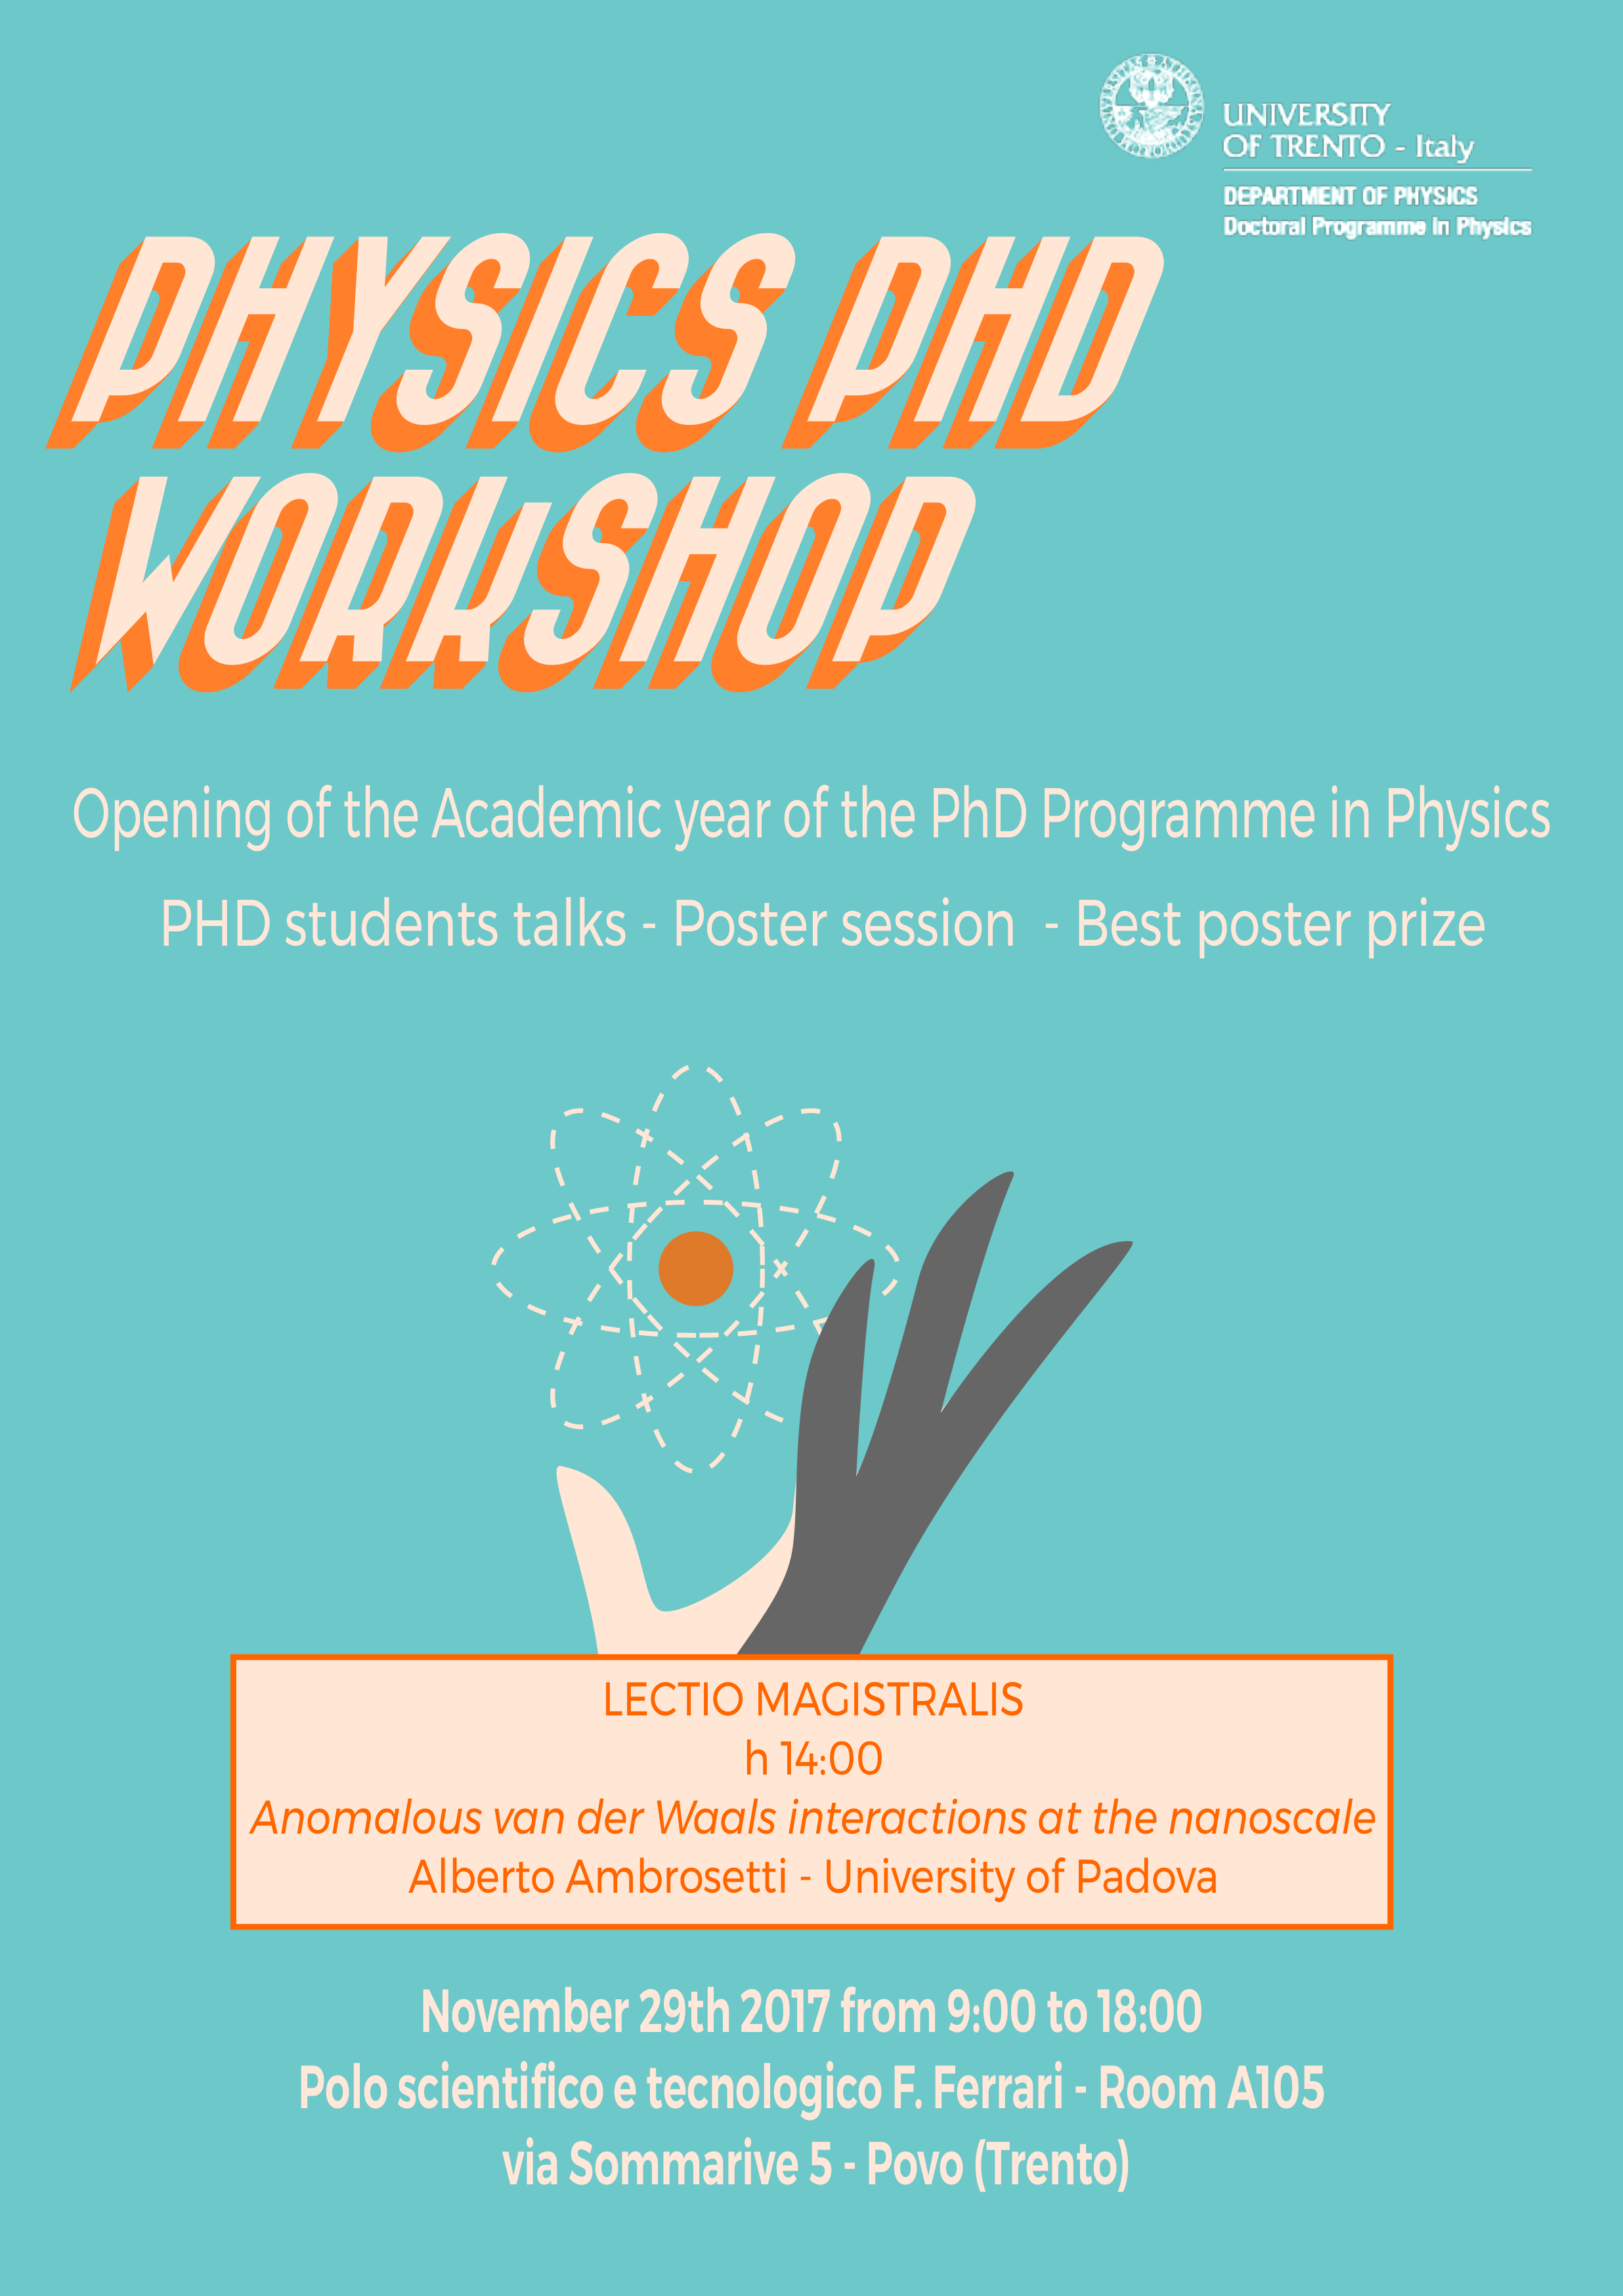 UNIVERSITY
OF TRENTO - Italy
DEPARTMENT OF PHYSICS
Doctoral Programme in Physics
PHYSICS PHD
WORKSHOP
Opening of the Academic year of the PhD Programme in Physics
PHD students talks - Poster session - Best poster prize
LECTIO MAGISTRALIS
h 14:00
Anomalous van der Waals interactions at the nanoscale
Alberto Ambrosetti - University of Padova
November 29th 2017 from 9:00 to 18:00
Polo scientifico e tecnologico F. Ferrari - Room A105
via Sommarive 5 - Povo (Trento)